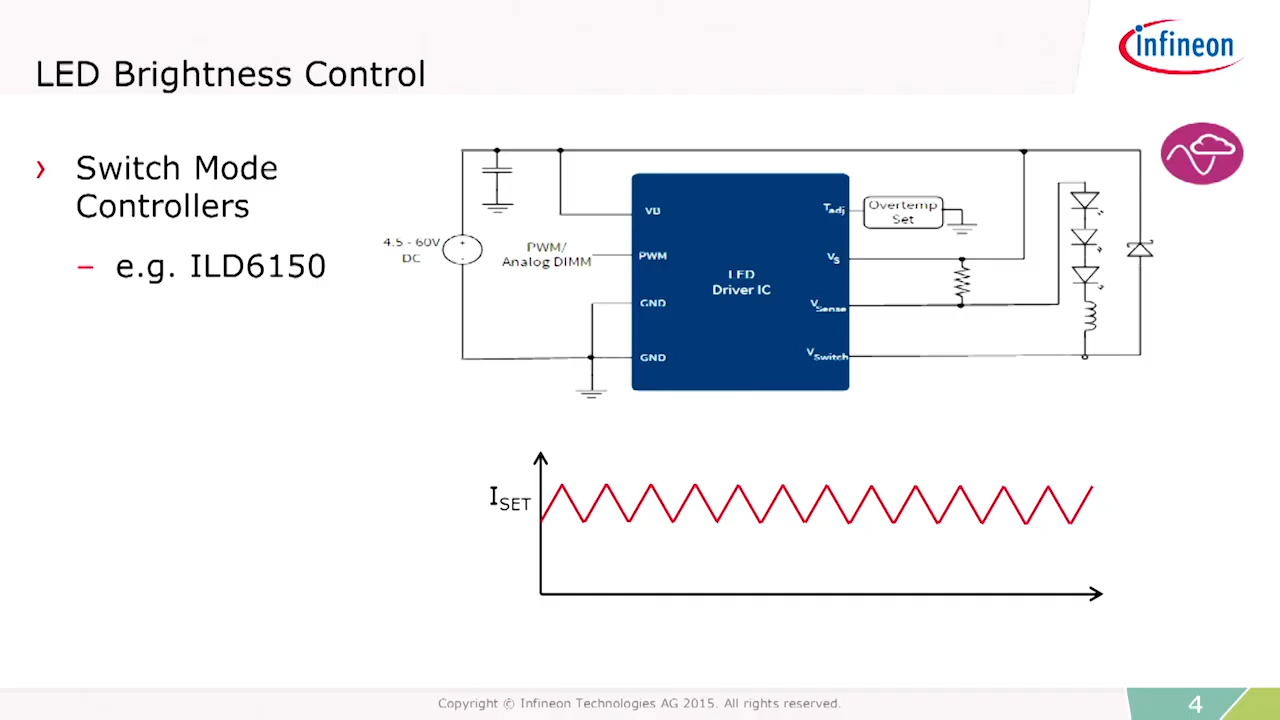 infineon
LED Brightness Control
› Switch Mode
Controllers
– e.g. ILD6150
4.5 - 60V
DC
+
-
PWM/
Analog DIMM
VB
PWM
GND
GND
LED
Driver IC
Tadj
VS
VSense
VSwitch
Overtemp
Set
ISET
Copyright © Infineon Technologies AG 2015. All rights reserved.
4